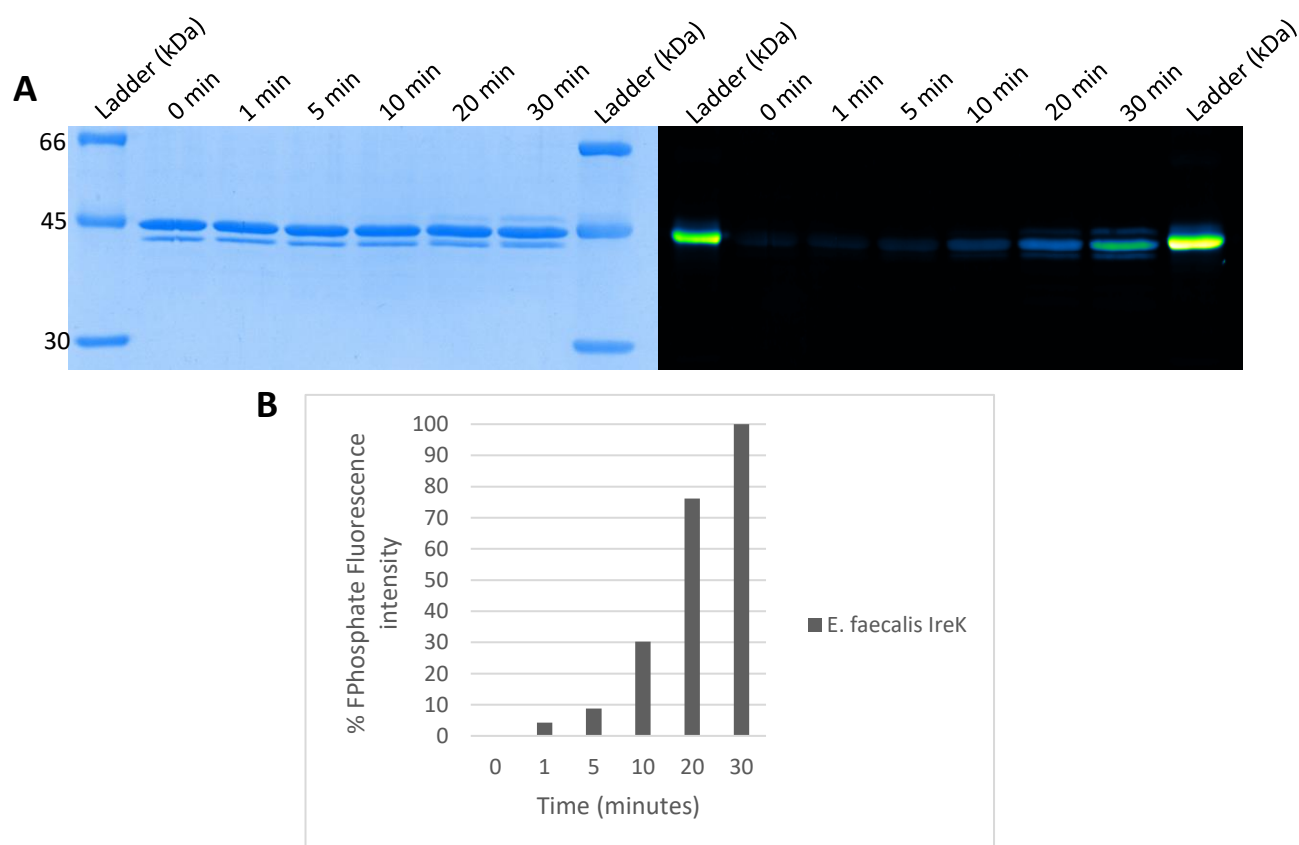 A
Ladder (kDa)
0 min
1 min
5 min
10 min
20 min
30 min
Ladder (kDa)
Ladder (kDa)
0 min
1 min
5 min
10 min
20 min
30 min
Ladder (kDa)
66
45
30
B
% FPhosphate Fluorescence
intensity
100
90
80
70
60
50
40
30
20
10
0
0 1 5 10 20 30
Time (minutes)
E. faecalis IreK